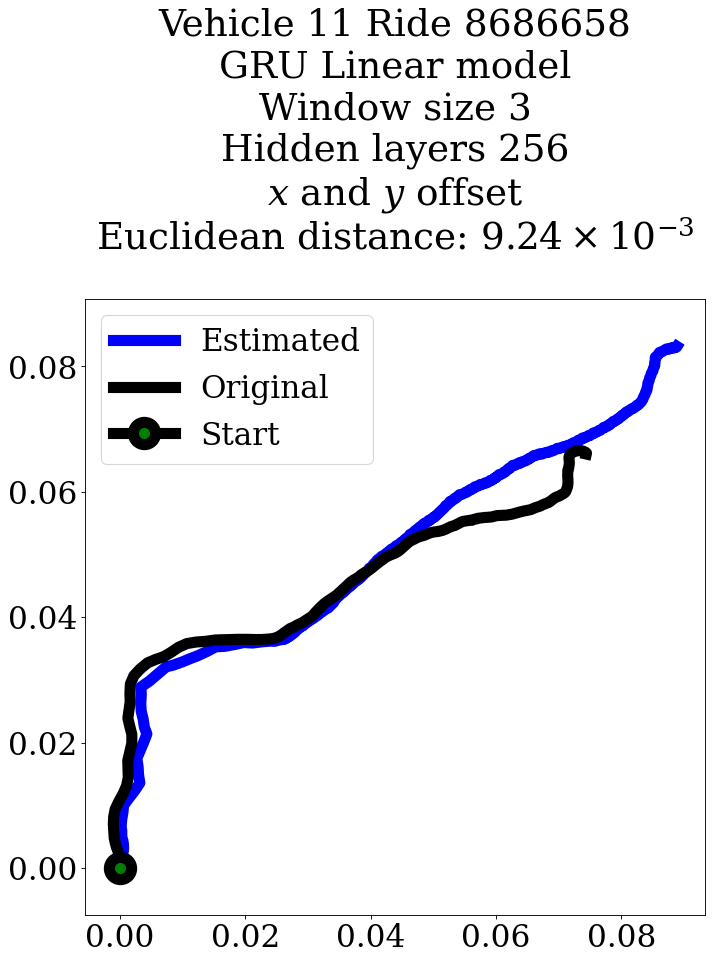 Vehicle 11 Ride 8686658
GRU Linear model
Window size 3
Hidden layers 256
x and y offset
Euclidean distance: 9.24 × 10⁻³
Estimated
Original
Start
0.08
0.06
0.04
0.02
0.00
0.00 0.02 0.04 0.06 0.08